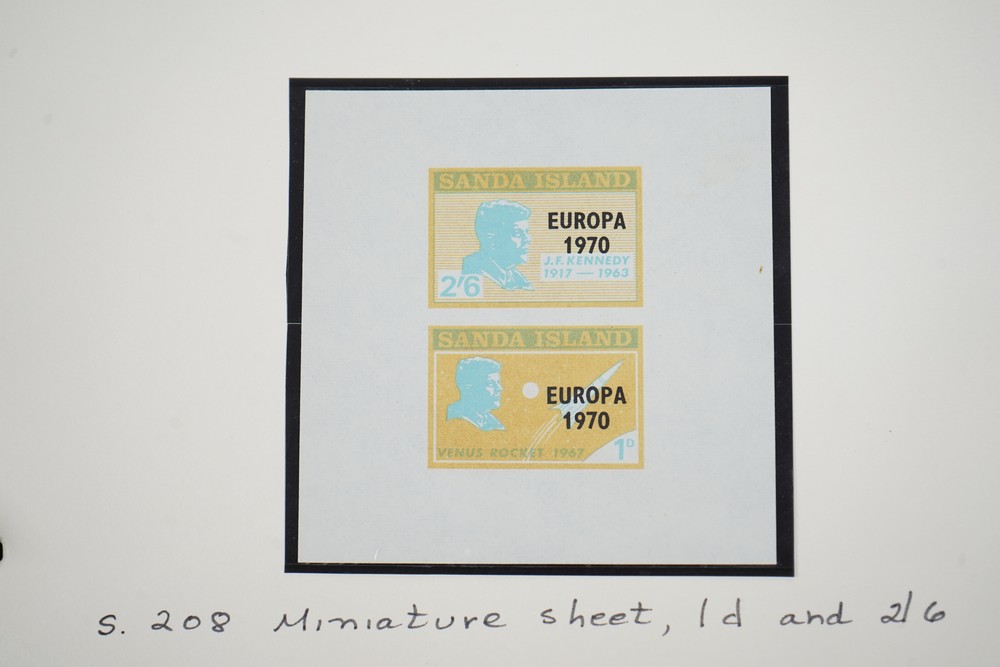 SANDA ISLAND
EUROPA
1970
J.F. KENNEDY
1917 — 1963
2'6
SANDA ISLAND
EUROPA
1970
VENUS ROCKET 1967
1D
S. 208 Miniature sheet, 1d and 2/6